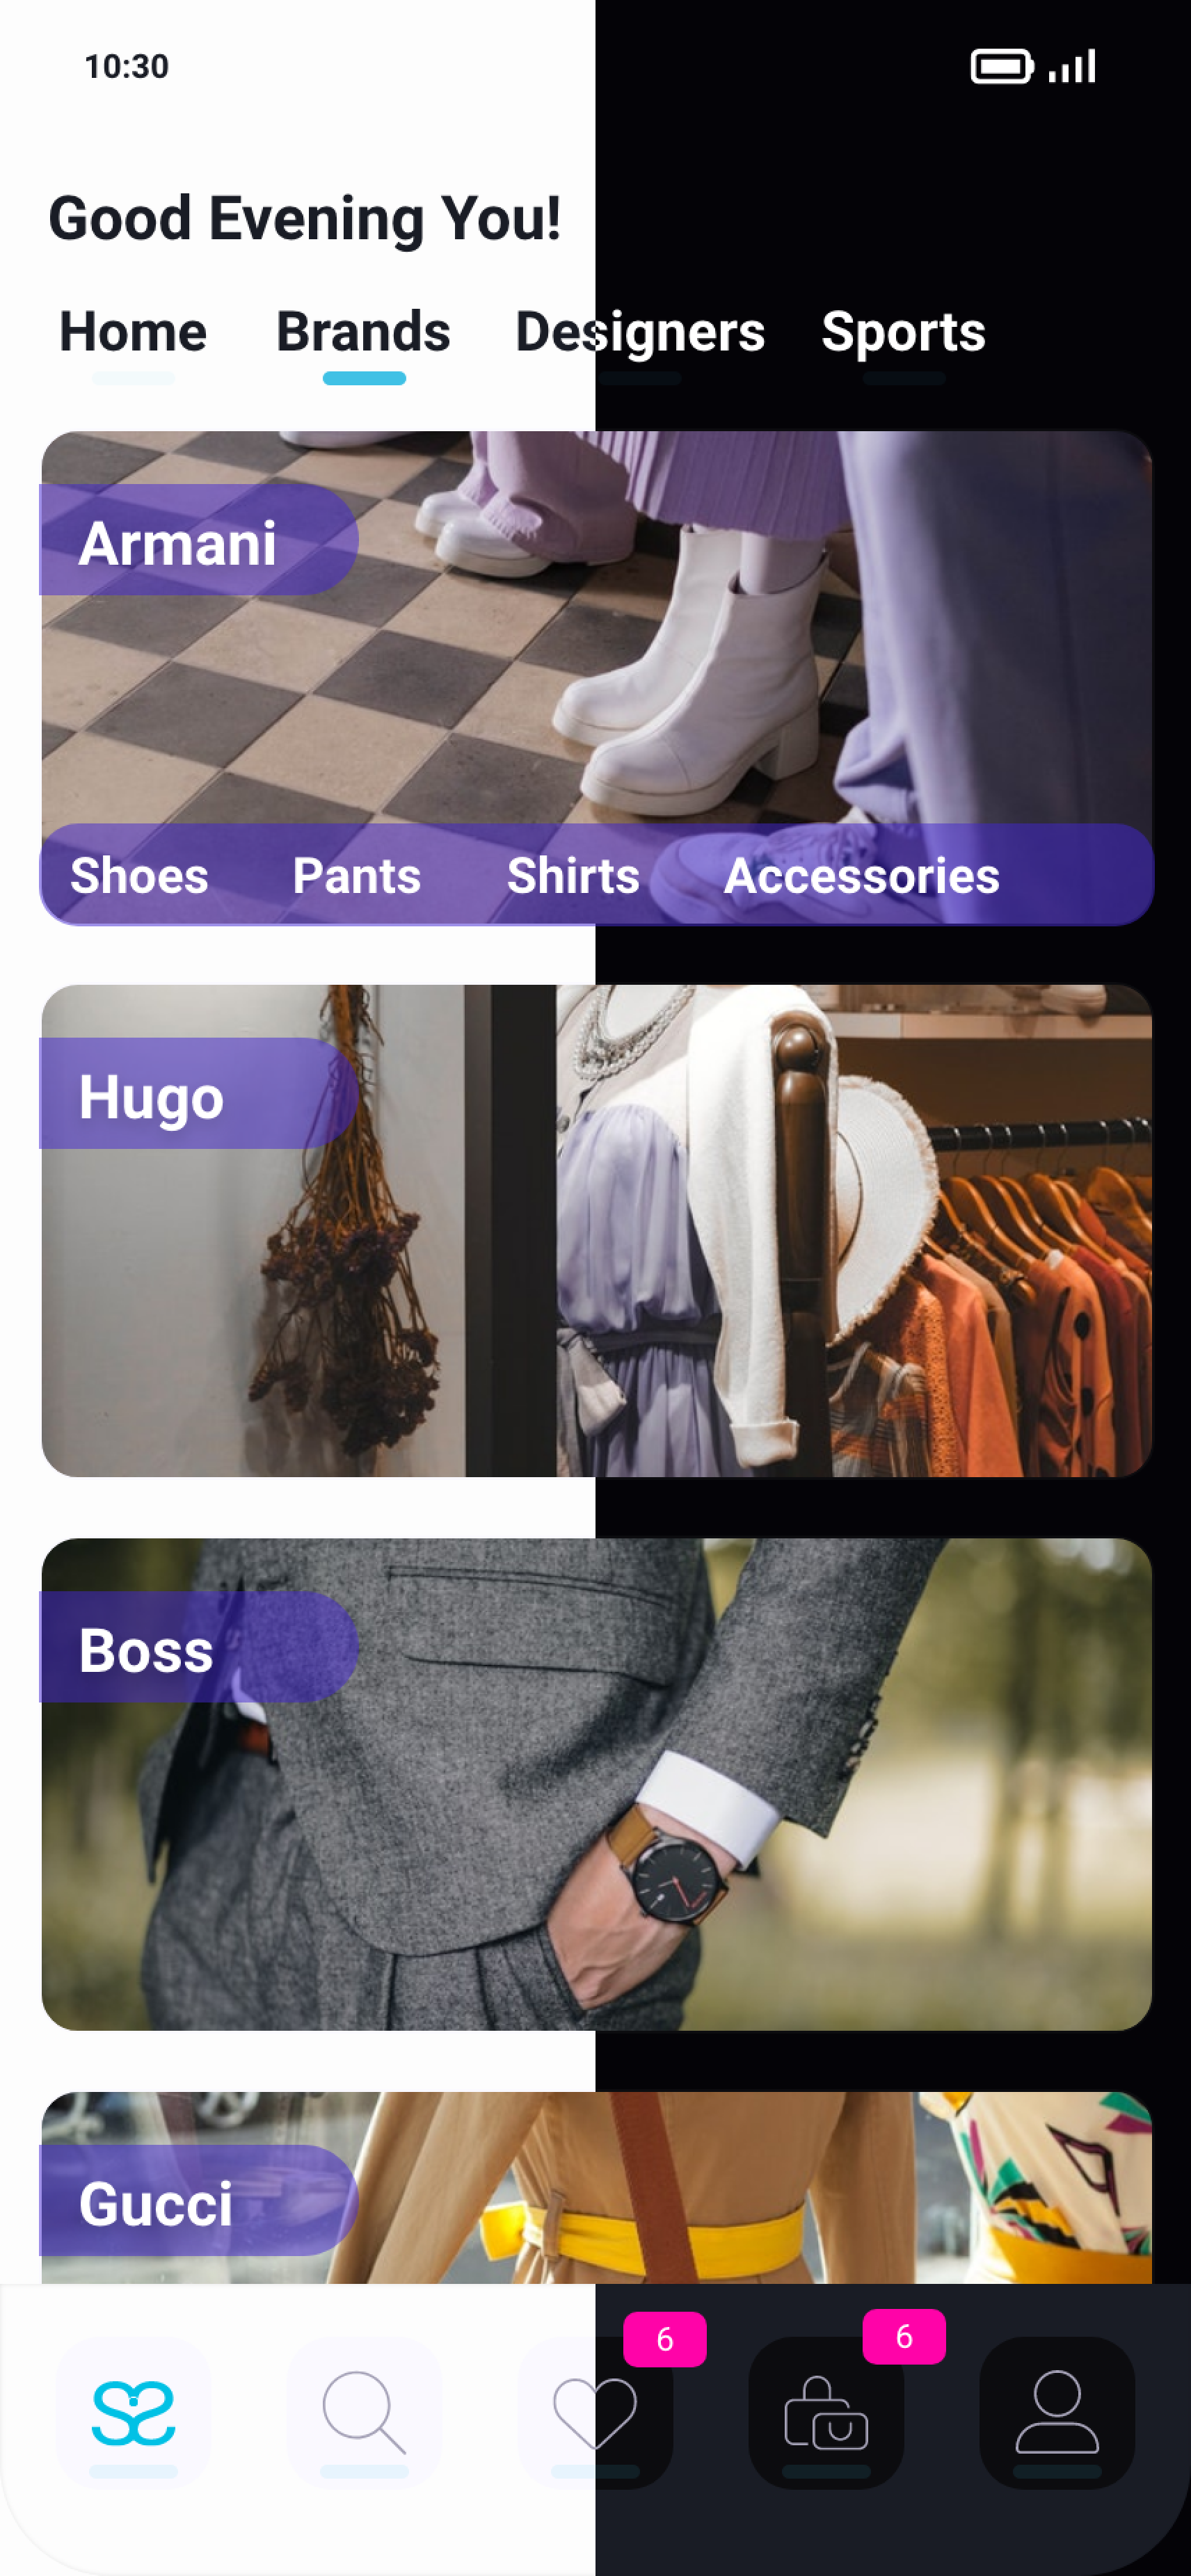 10:30
Good Evening You!
Home Brands Designers Sports
Armani
Shoes Pants Shirts Accessories
Hugo
Boss
Gucci
6 6